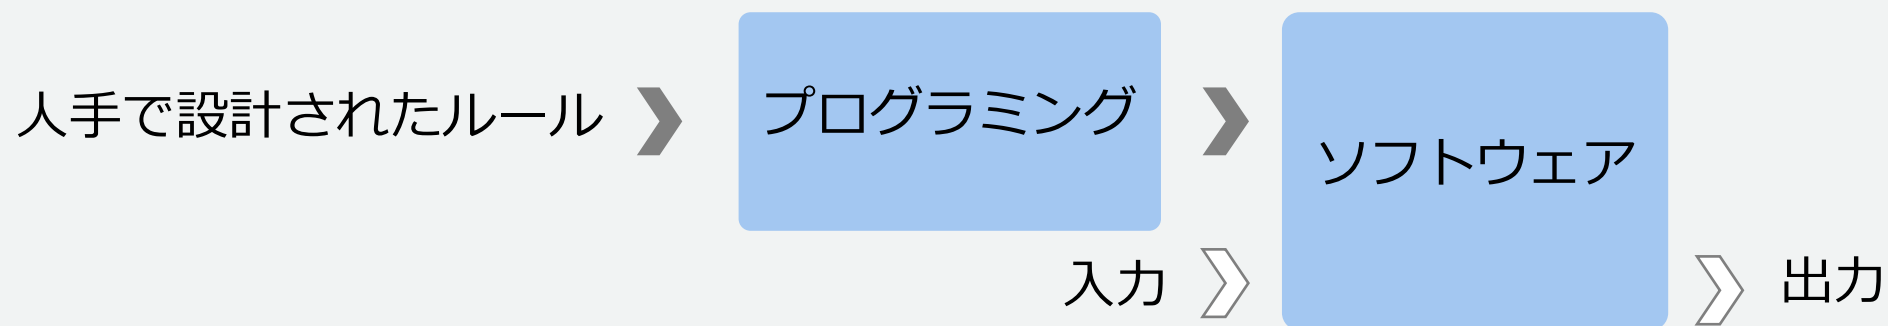 人手で設計されたルール
プログラミング
ソフトウェア
入力
出力